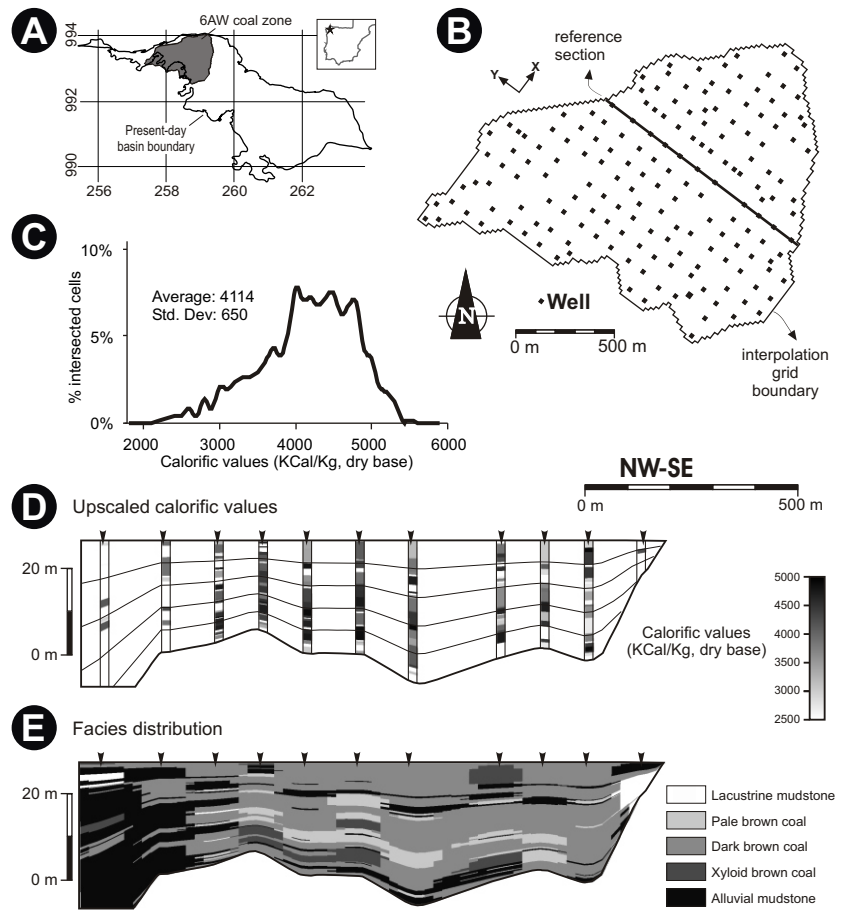 A
6AW coal zone
994
992
990
Present-day
basin boundary
256
258
260
262
B
reference
section
Y
X
N
Well
0 m
500 m
interpolation
grid
boundary
C
10%
5%
0%
% intersected cells
Average: 4114
Std. Dev: 650
2000
3000
4000
5000
6000
Calorific values (KCal/Kg, dry base)
NW-SE
0 m
500 m
D
Upscaled calorific values
20 m
0 m
Calorific values
(KCal/Kg, dry base)
5000
4500
4000
3500
3000
2500
E
Facies distribution
20 m
0 m
Lacustrine mudstone
Pale brown coal
Dark brown coal
Xyloid brown coal
Alluvial mudstone